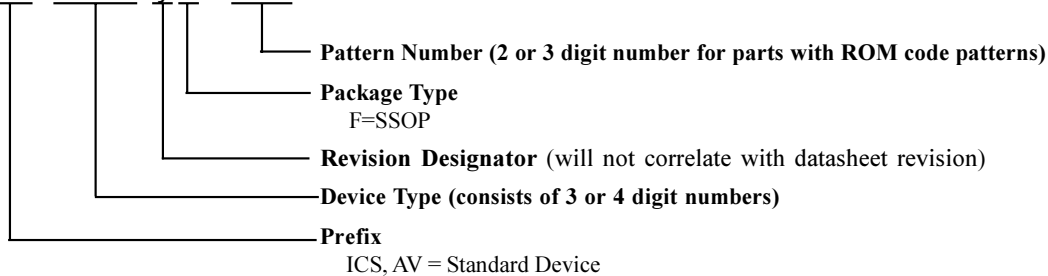 Pattern Number (2 or 3 digit number for parts with ROM code patterns)
Package Type
F=SSOP
Revision Designator (will not correlate with datasheet revision)
Device Type (consists of 3 or 4 digit numbers)
Prefix
ICS, AV = Standard Device